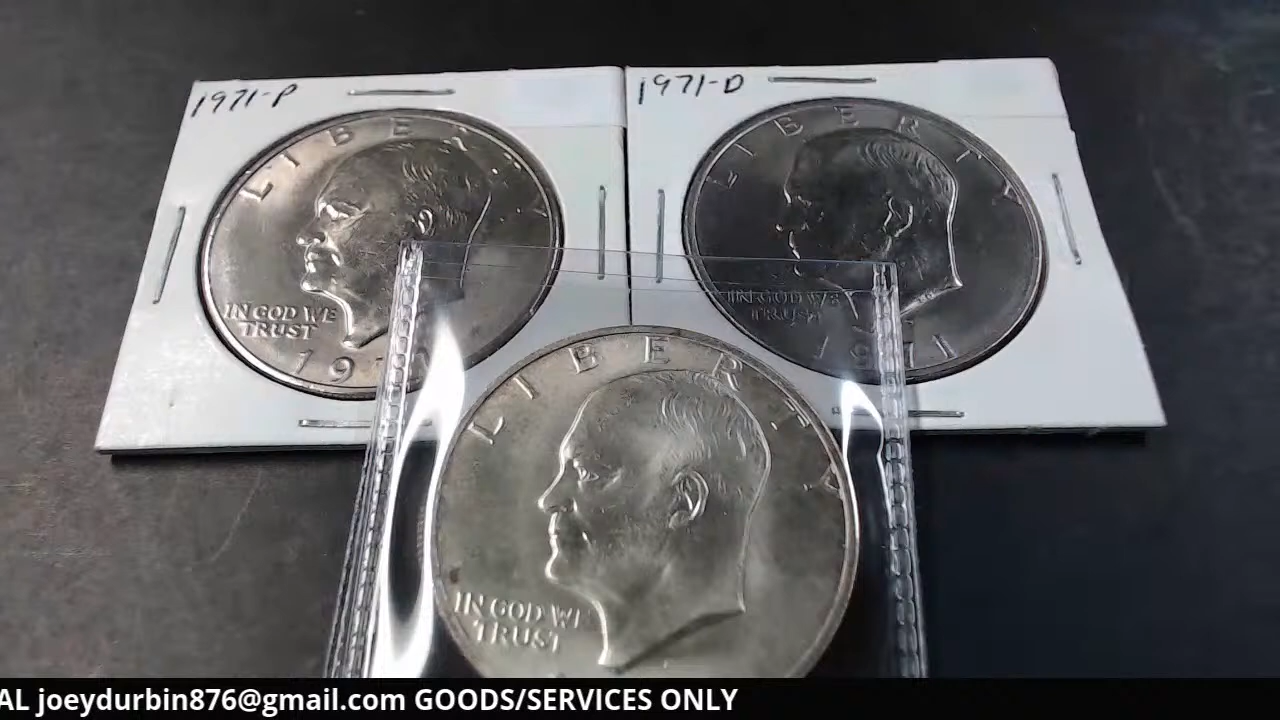 1971-P
1971-D
LIBERTY
IN GOD WE
TRUST
LIBERTY
IN GOD WE
TRUST
1971
LIBERTY
IN GOD WE
TRUST
AL joeydurbin876@gmail.com GOODS/SERVICES ONLY